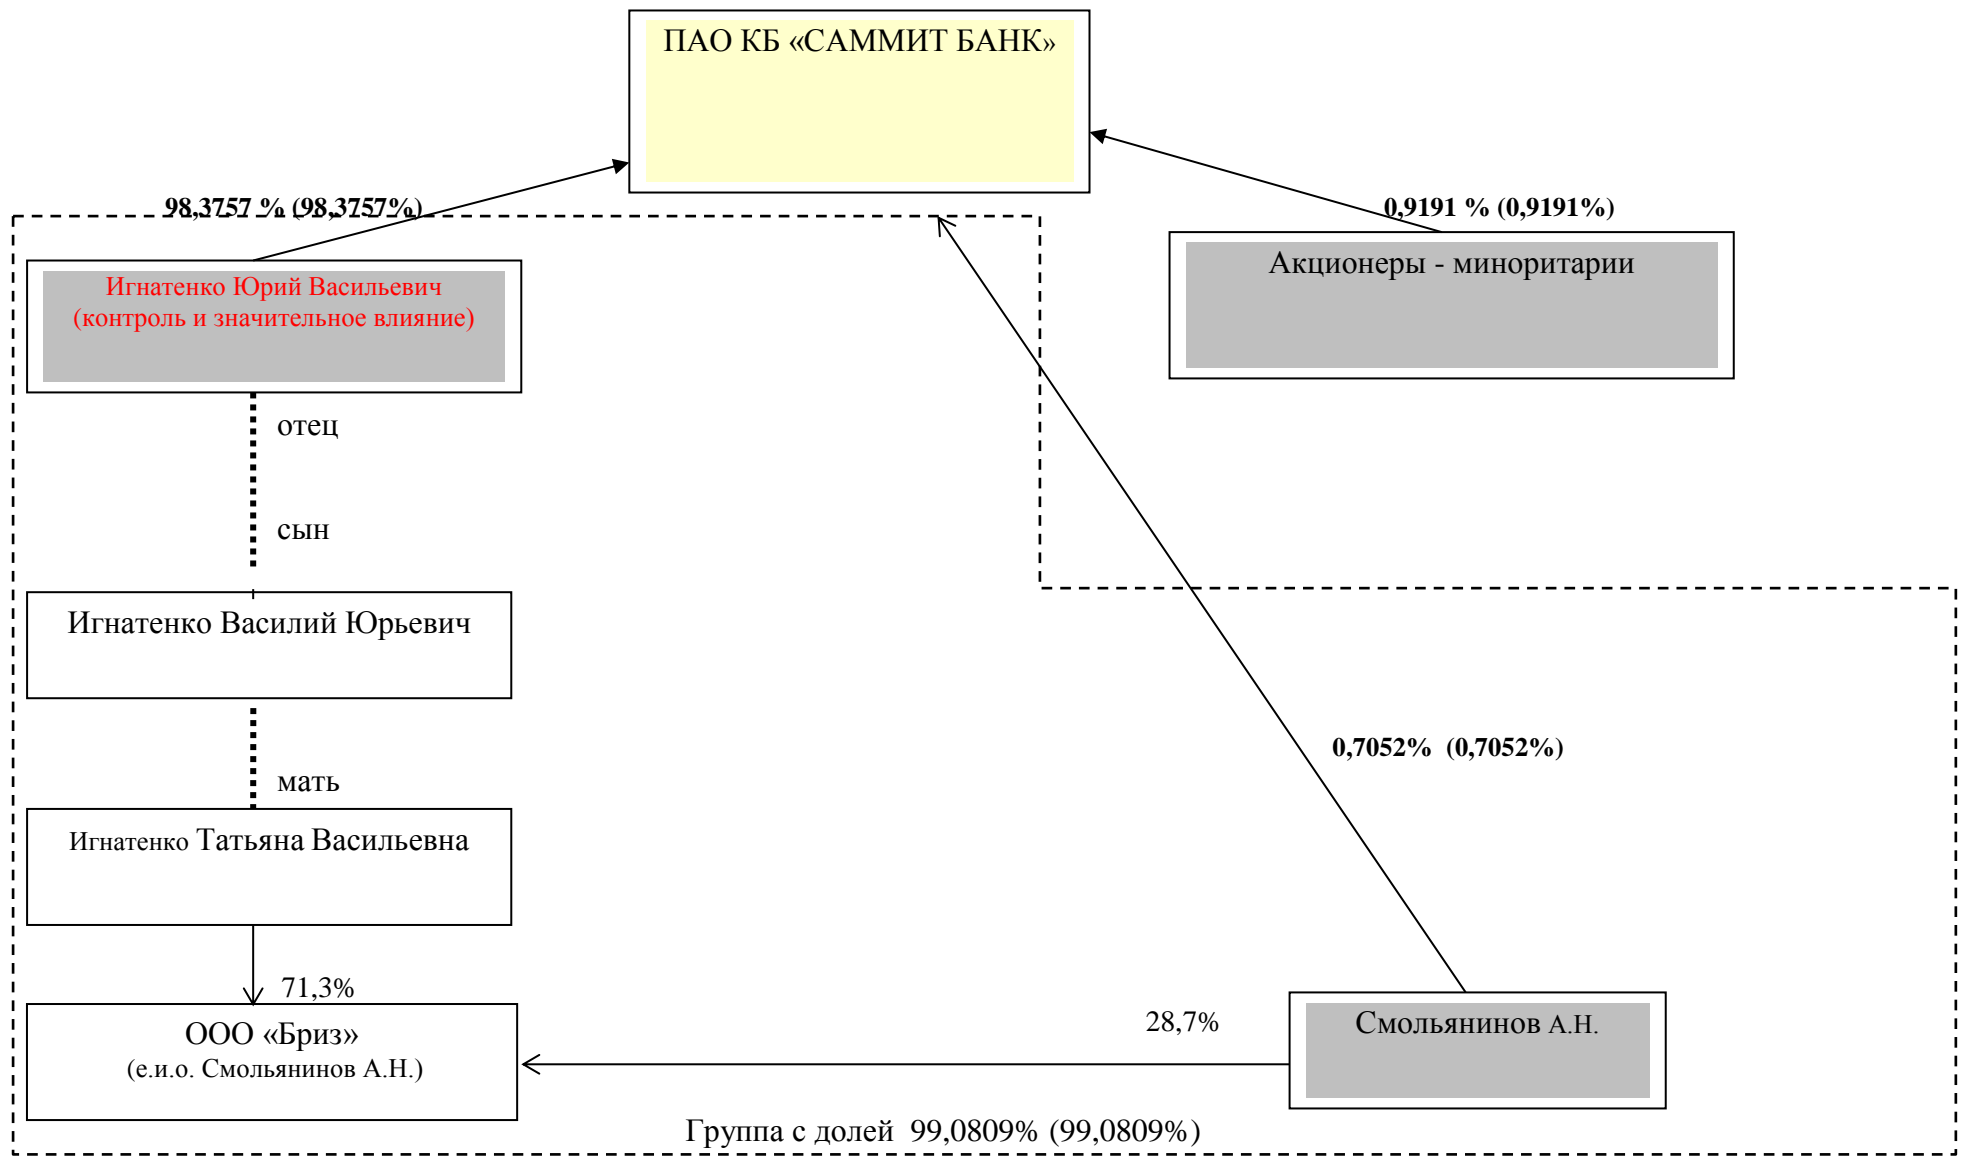 ПАО КБ «САММИТ БАНК»
98,3757 % (98,3757%)
0,9191 % (0,9191%)
Игнатенко Юрий Васильевич
(контроль и значительное влияние)
Акционеры - миноритарии
отец
сын
Игнатенко Василий Юрьевич
0,7052% (0,7052%)
мать
Игнатенко Татьяна Васильевна
71,3%
ООО «Бриз»
(е.и.о. Смольянинов А.Н.)
28,7%
Смольянинов А.Н.
Группа с долей 99,0809% (99,0809%)